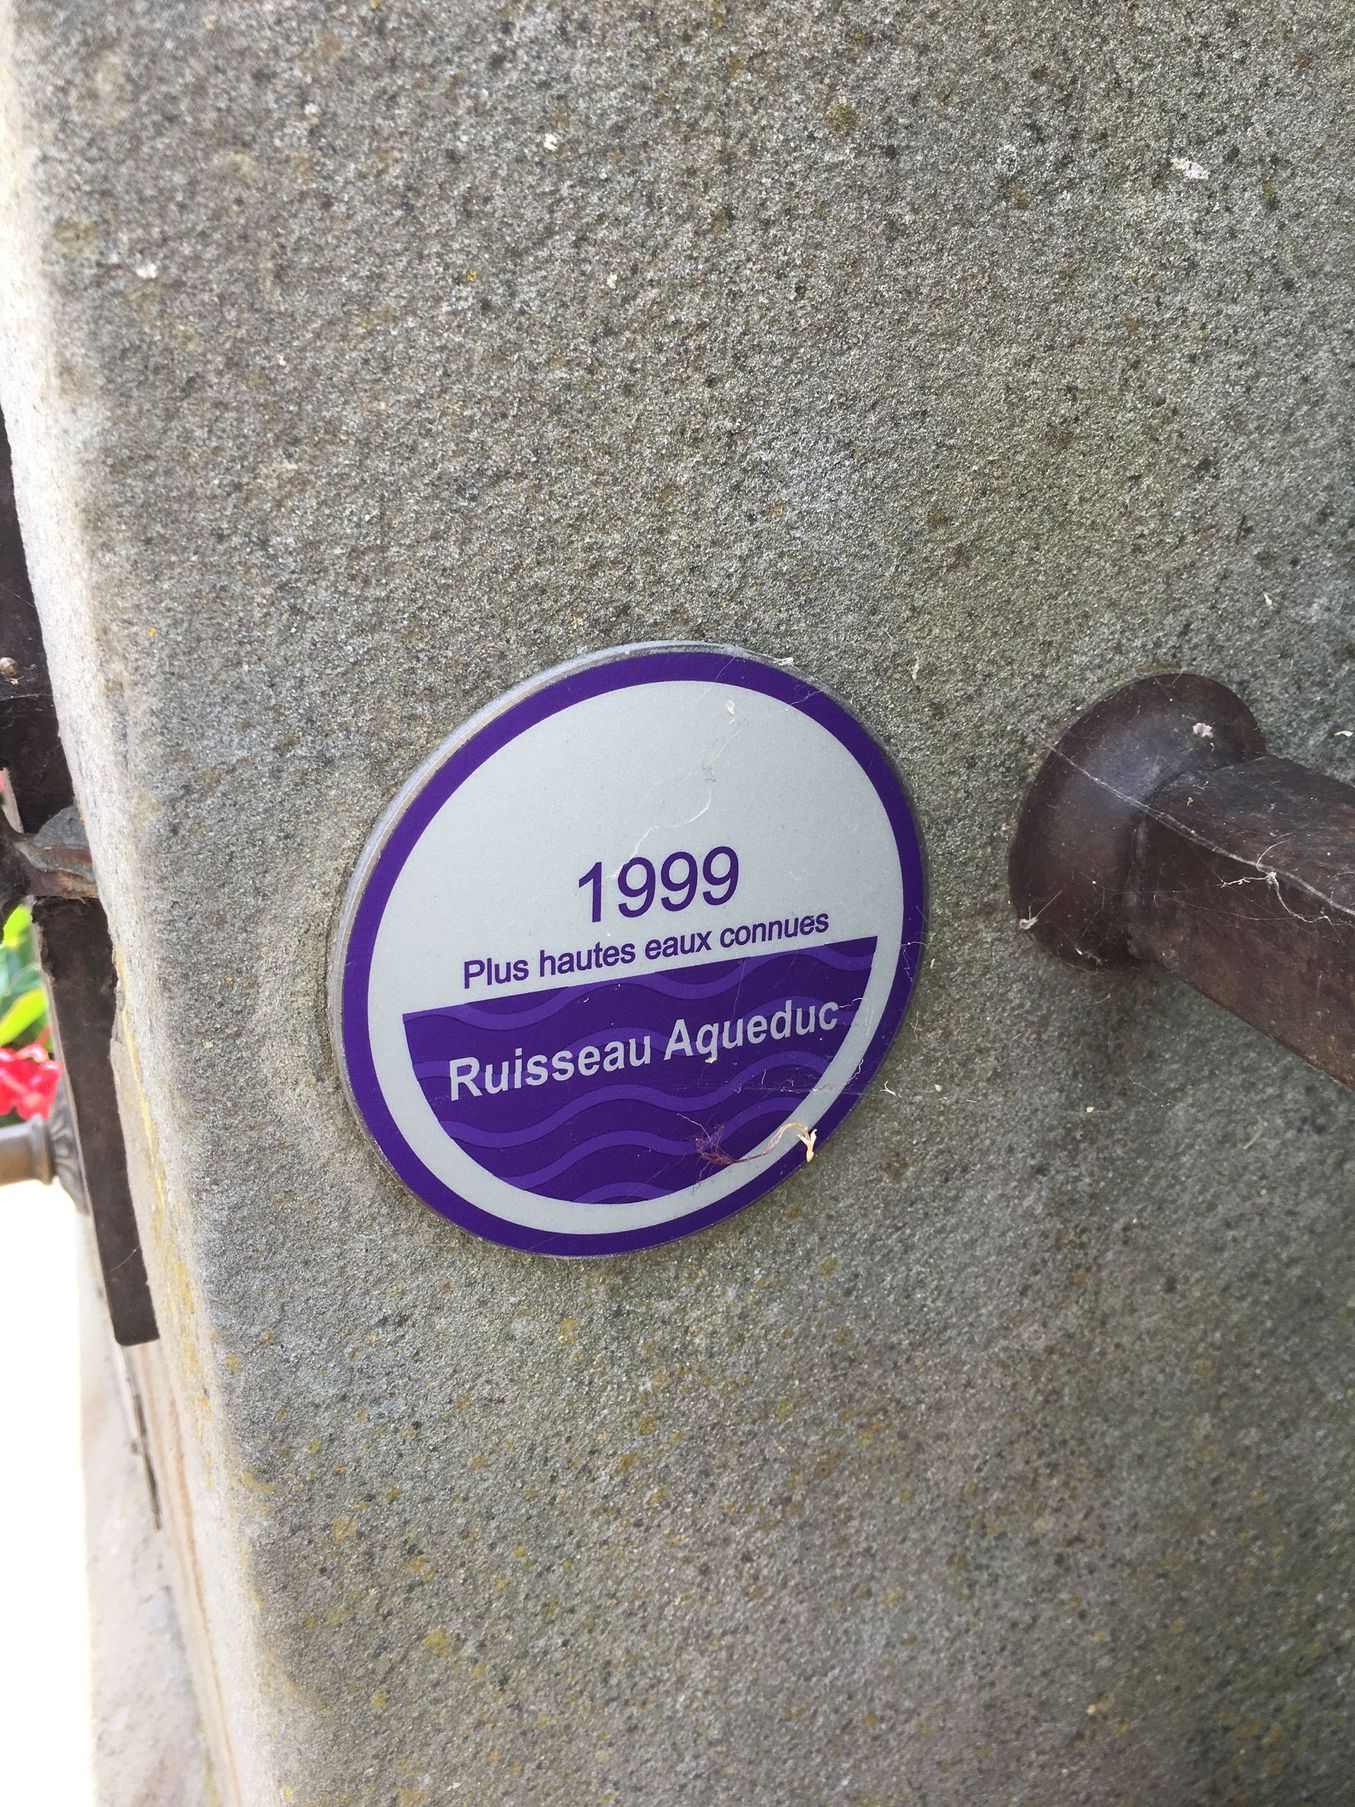 1999
Plus hautes eaux connues
Ruisseau Aqueduc